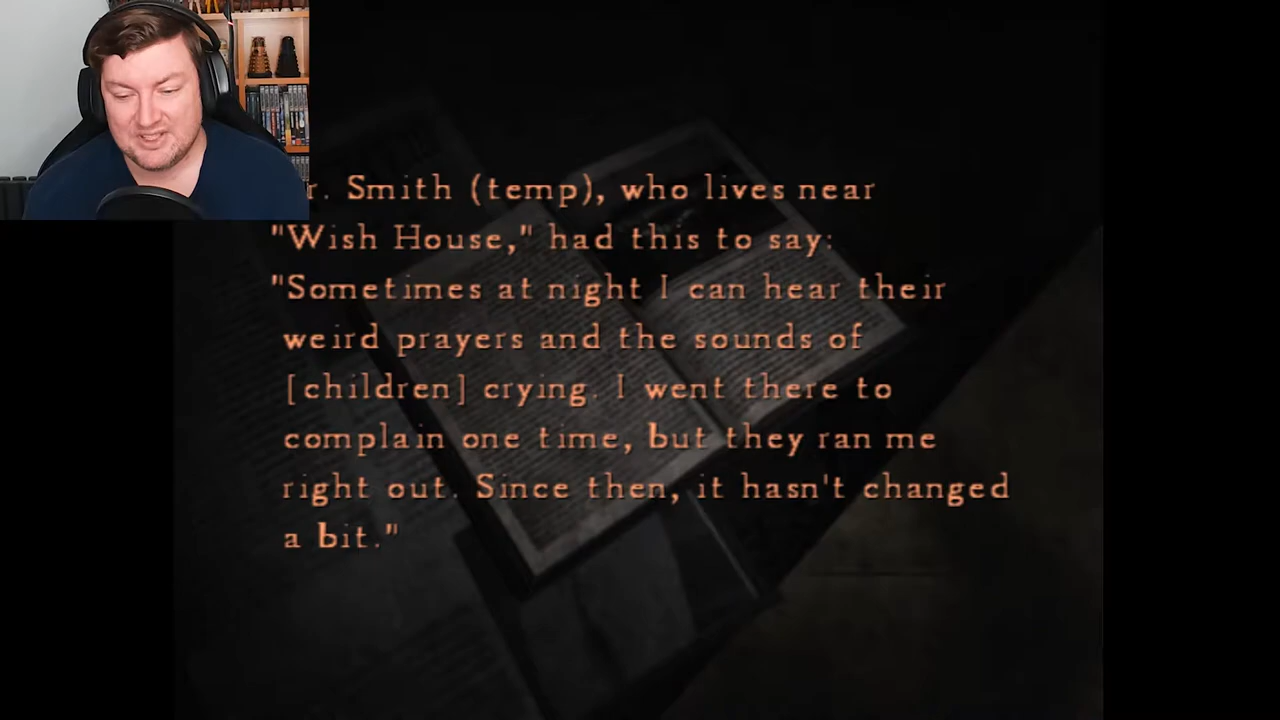 r. Smith (temp), who lives near
"Wish House," had this to say:
"Sometimes at night I can hear their
weird prayers and the sounds of
[children] crying. I went there to
complain one time, but they ran me
right out. Since then, it hasn't changed
a bit."